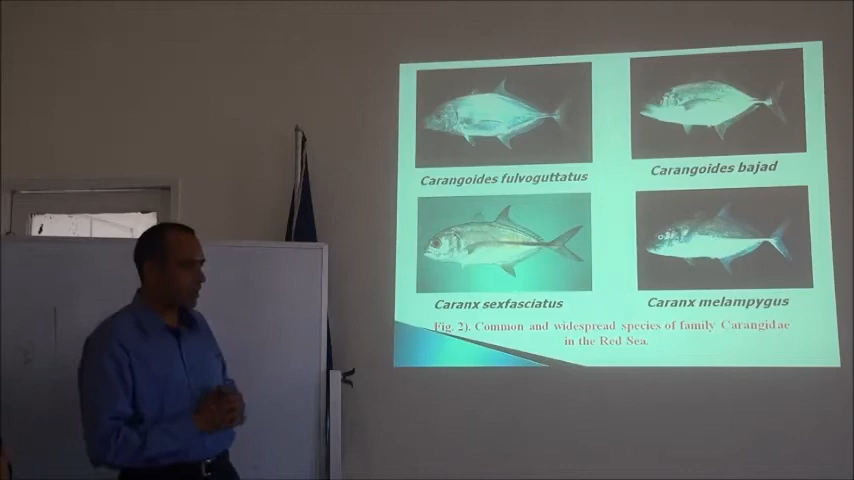 Carangoides fulvoguttatus
Carangoides bajad
Caranx sexfasciatus
Caranx melampygus
Fig. 2). Common and widespread species of family Carangidae
in the Red Sea.